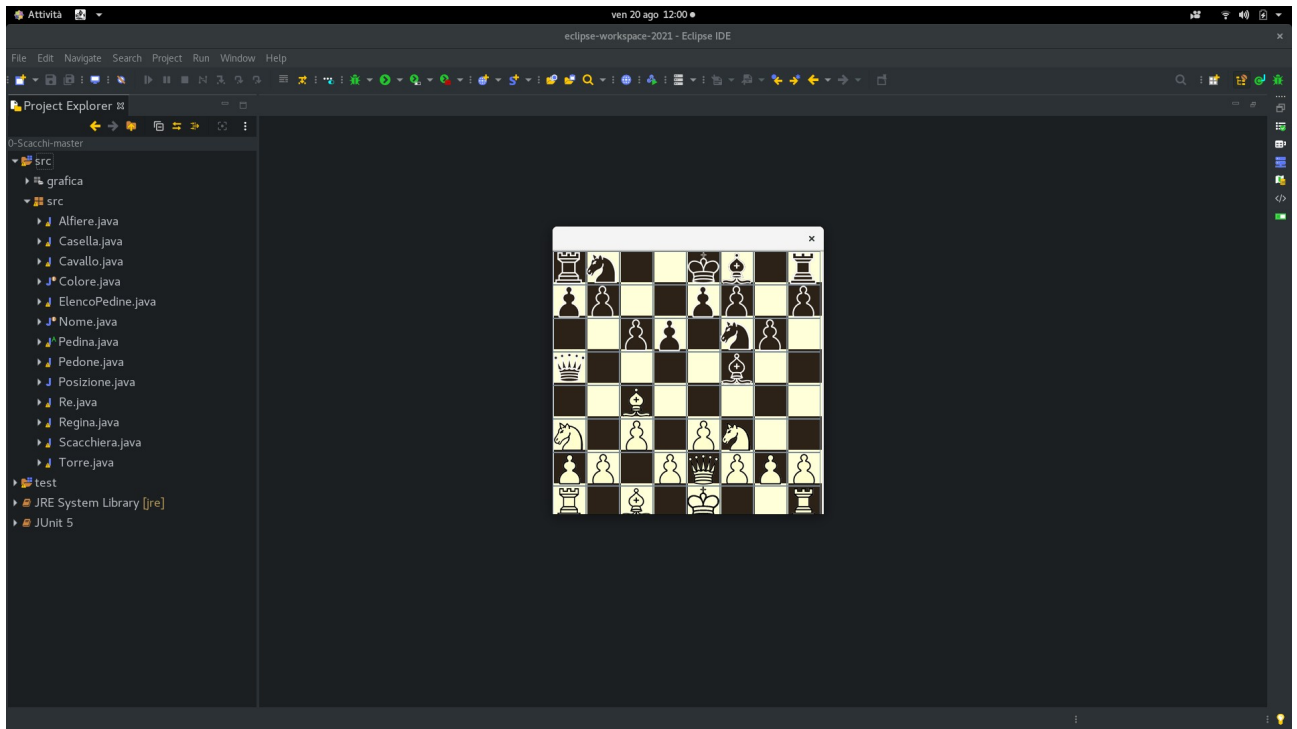 Attività
ven 20 ago 12:00
eclipse-workspace-2021 - Eclipse IDE
File Edit Navigate Search Project Run Window Help
Project Explorer
0-Scacchi-master
src
grafica
src
Alfiere.java
Casella.java
Cavallo.java
Colore.java
ElencoPedine.java
Nome.java
Pedina.java
Pedone.java
Posizione.java
Re.java
Regina.java
Scacchiera.java
Torre.java
test
JRE System Library [jre]
JUnit 5